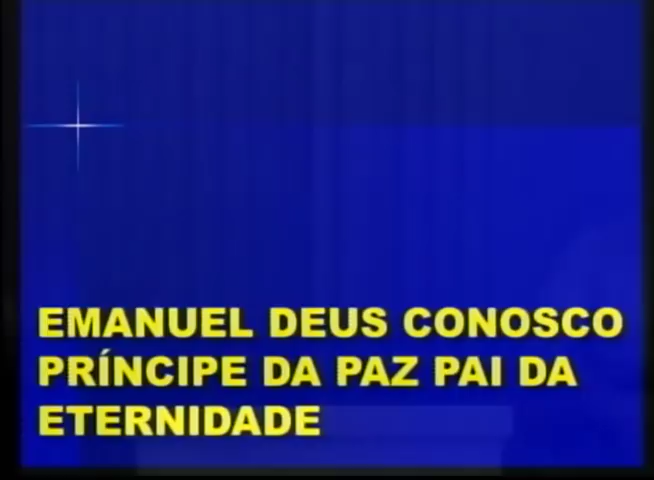 EMANUEL DEUS CONOSCO
PRÍNCIPE DA PAZ PAI DA
ETERNIDADE